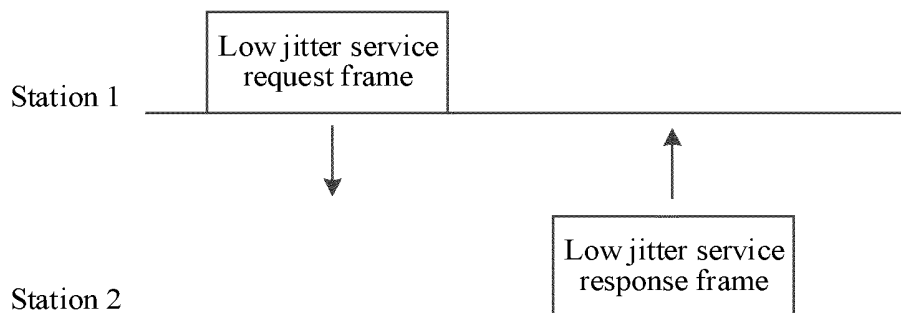 Low jitter service
request frame
Station 1
Low jitter service
response frame
Station 2